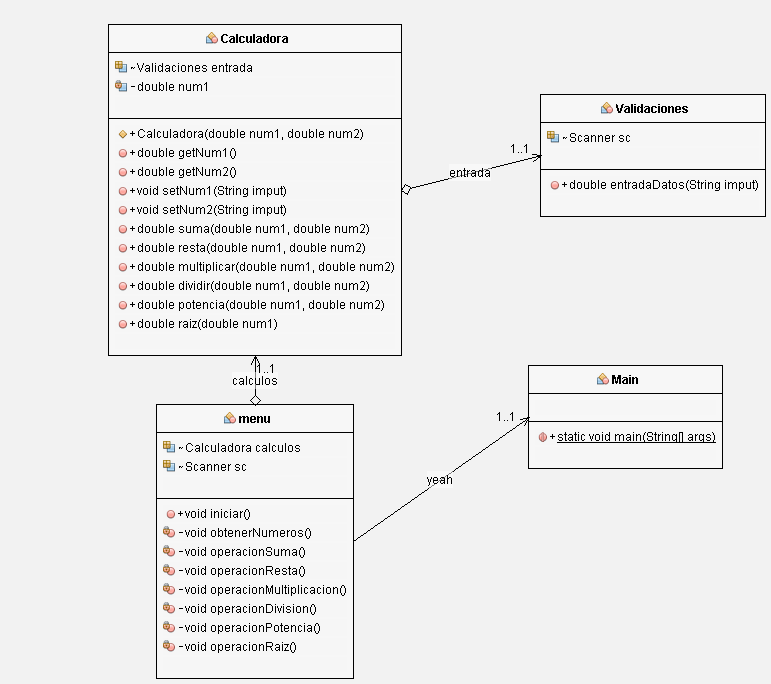 Calculadora
~Validaciones entrada
-double num1
+Calculadora(double num1, double num2)
+double getNum1()
+double getNum2()
+void setNum1(String imput)
+void setNum2(String imput)
+double suma(double num1, double num2)
+double resta(double num1, double num2)
+double multiplicar(double num1, double num2)
+double dividir(double num1, double num2)
+double potencia(double num1, double num2)
+double raiz(double num1)
1..1
entrada
Validaciones
~Scanner sc
+double entradaDatos(String imput)
1..1
calculos
menu
~Calculadora calculos
~Scanner sc
+void iniciar()
-void obtenerNumeros()
-void operacionSuma()
-void operacionResta()
-void operacionMultiplicacion()
-void operacionDivision()
-void operacionPotencia()
-void operacionRaiz()
1..1
yeah
Main
+static void main(String[] args)